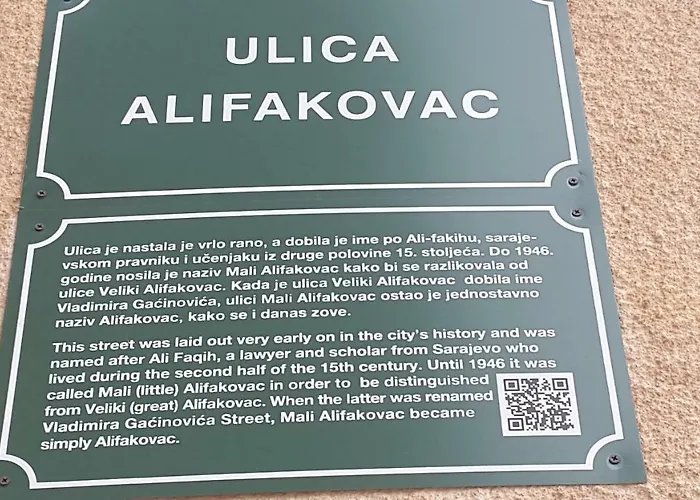 ULICA
ALIFAKOVAC
Ulica je nastala je vrlo rano, a dobila je ime po Ali-fakihu, saraje-
vskom pravniku i učenjaku iz druge polovine 15. stoljeća. Do 1946.
godine nosila je naziv Mali Alifakovac kako bi se razlikovala od
ulice Veliki Alifakovac. Kada je ulica Veliki Alifakovac dobila ime
Vladimira Gaćinovića, ulici Mali Alifakovac ostao je jednostavno
naziv Alifakovac, kako se i danas zove.
This street was laid out very early on in the city's history and was
named after Ali Faqih, a lawyer and scholar from Sarajevo who
lived during the second half of the 15th century. Until 1946 it was
called Mali (little) Alifakovac in order to be distinguished
from Veliki (great) Alifakovac. When the latter was renamed
Vladimira Gaćinovića Street, Mali Alifakovac became
simply Alifakovac.